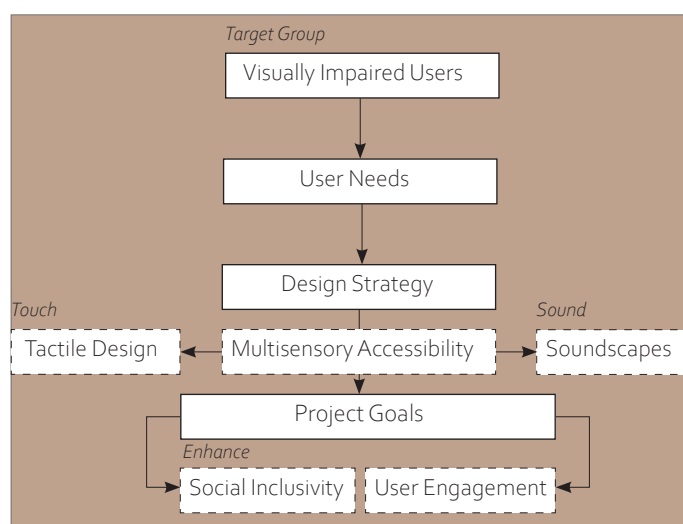 Target Group
Visually Impaired Users
User Needs
Design Strategy
Touch
Sound
Tactile Design
Multisensory Accessibility
Soundscapes
Project Goals
Enhance
Social Inclusivity
User Engagement